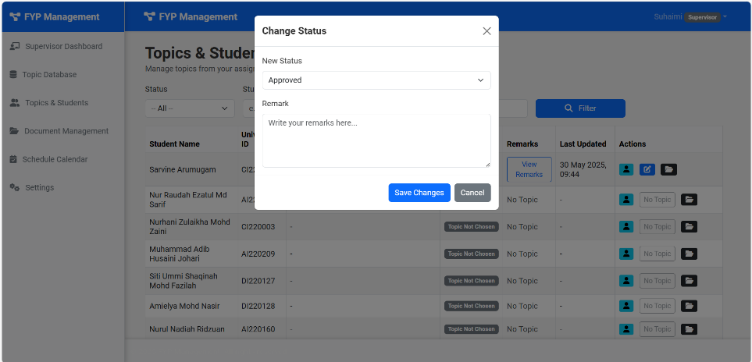 FYP Management
FYP Management
Suhaimi Supervisor
Supervisor Dashboard
Topic Database
Topics & Students
Document Management
Schedule Calendar
Settings
Topics & Studen
Manage topics from your assig
Status
Stu
-- All --
Filter
Change Status
New Status
Approved
Remark
Write your remarks here...
Save Changes
Cancel
Student Name
Univ
ID
Remarks
Last Updated
Actions
Sarvine Arumugam
CI22
View
Remarks
30 May 2025,
09:44
Nur Raudah Ezatul Md
Sarif
AI22
No Topic
-
No Topic
Nurhani Zulaikha Mohd
Zaini
DI220003
-
Topic Not Chosen
No Topic
-
No Topic
Muhammad Adib
Husaini Johari
AI220209
-
Topic Not Chosen
No Topic
-
No Topic
Siti Ummi Shaqinah
Mohd Fazilah
DI220127
-
Topic Not Chosen
No Topic
-
No Topic
Amielya Mohd Nasir
DI220128
-
Topic Not Chosen
No Topic
-
No Topic
Nurul Nadiah Ridzuan
AI220160
-
Topic Not Chosen
No Topic
-
No Topic